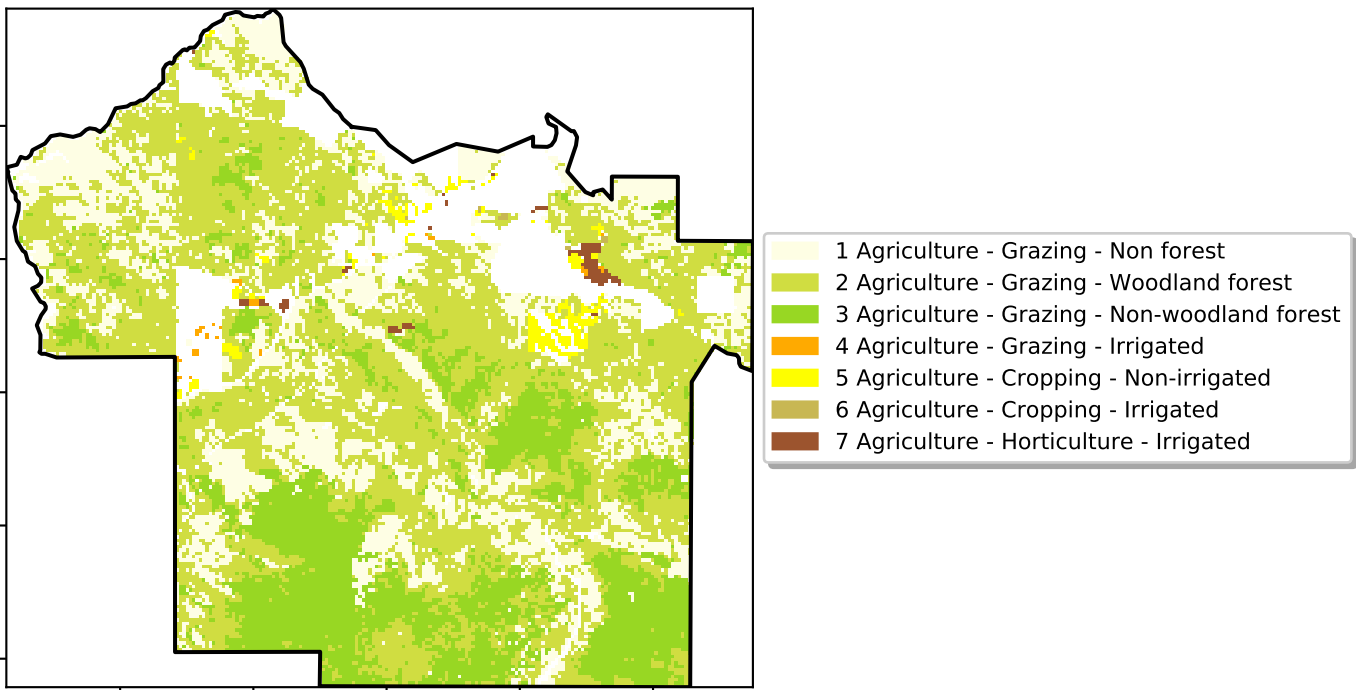 1 Agriculture - Grazing - Non forest
2 Agriculture - Grazing - Woodland forest
3 Agriculture - Grazing - Non-woodland forest
4 Agriculture - Grazing - Irrigated
5 Agriculture - Cropping - Non-irrigated
6 Agriculture - Cropping - Irrigated
7 Agriculture - Horticulture - Irrigated